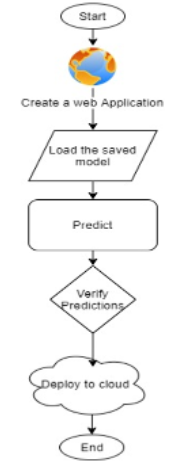 Start
Create a web Application
Load the saved
model
Predict
Verify
Predictions
Deploy to cloud
End